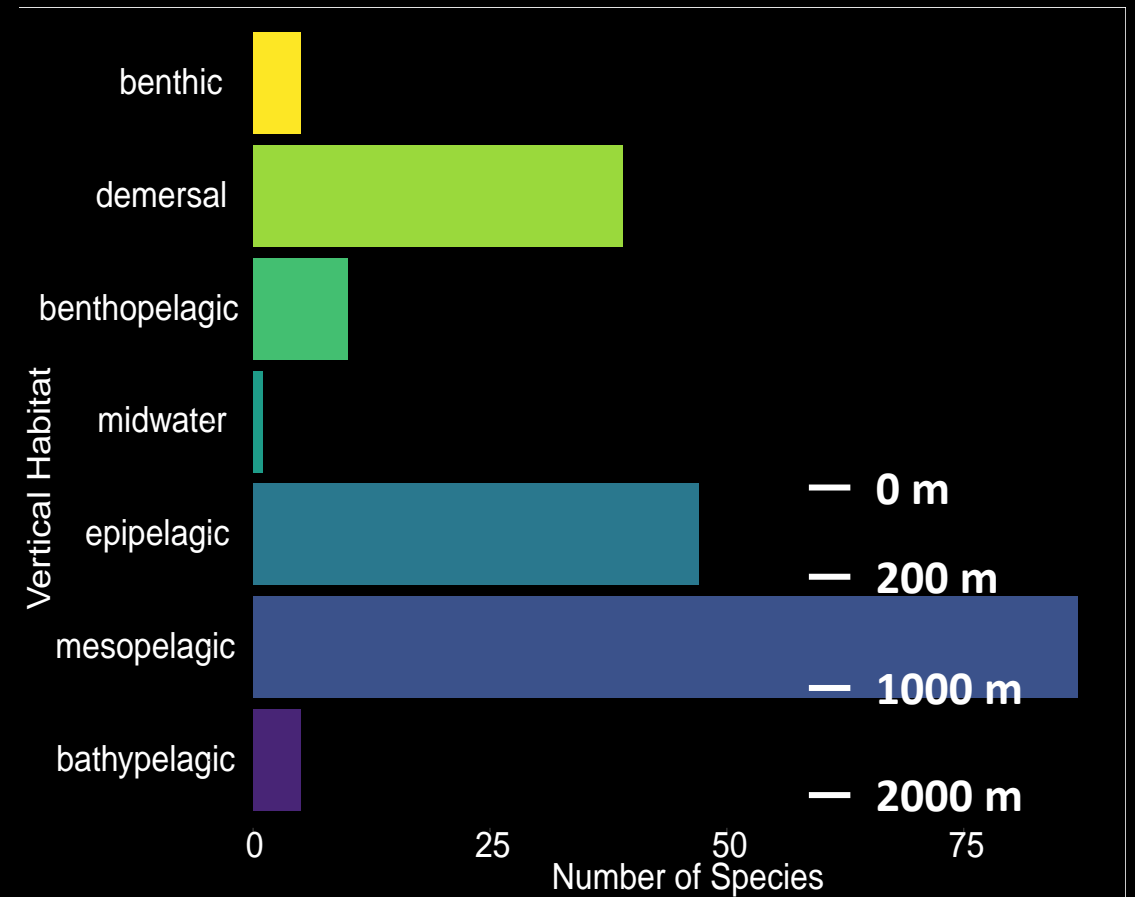 benthic
demersal
benthopelagic
midwater
epipelagic
mesopelagic
bathypelagic
Vertical Habitat
0 m
200 m
1000 m
2000 m
0 25 50 75
Number of Species